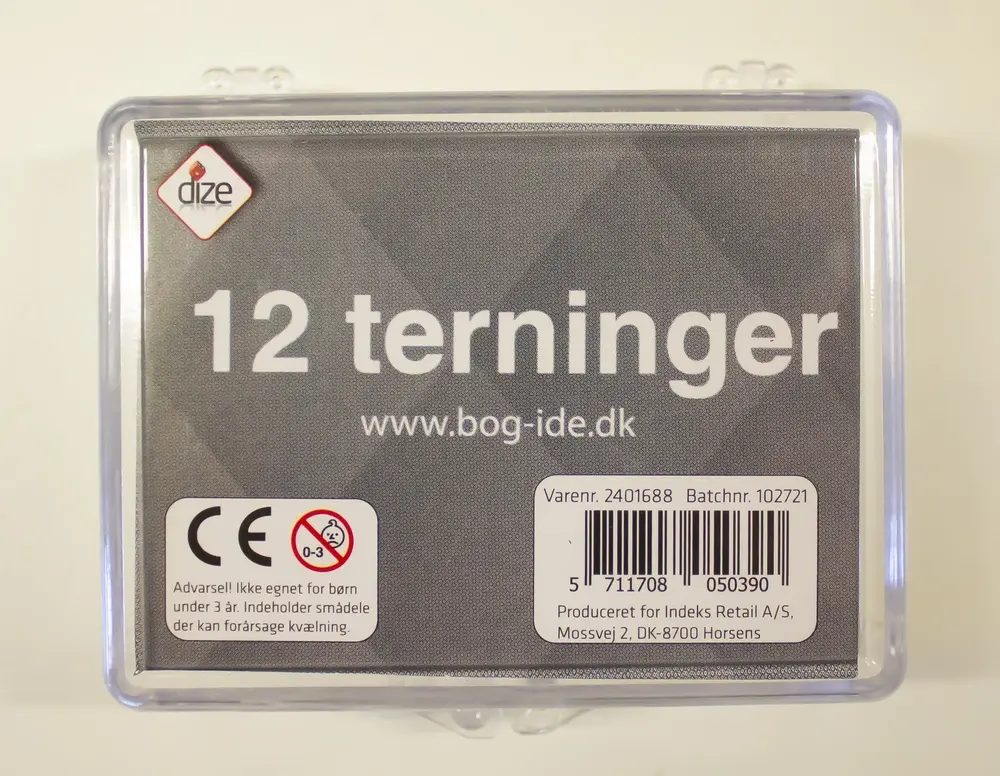 dize
12 terninger
www.bog-ide.dk
CE
0-3
Advarsel! Ikke egnet for børn
under 3 år. Indeholder smådele
der kan forårsage kvælning.
Varenr. 2401688 Batchnr. 102721
5 711708 050390
Produceret for Indeks Retail A/S,
Mossvej 2, DK-8700 Horsens